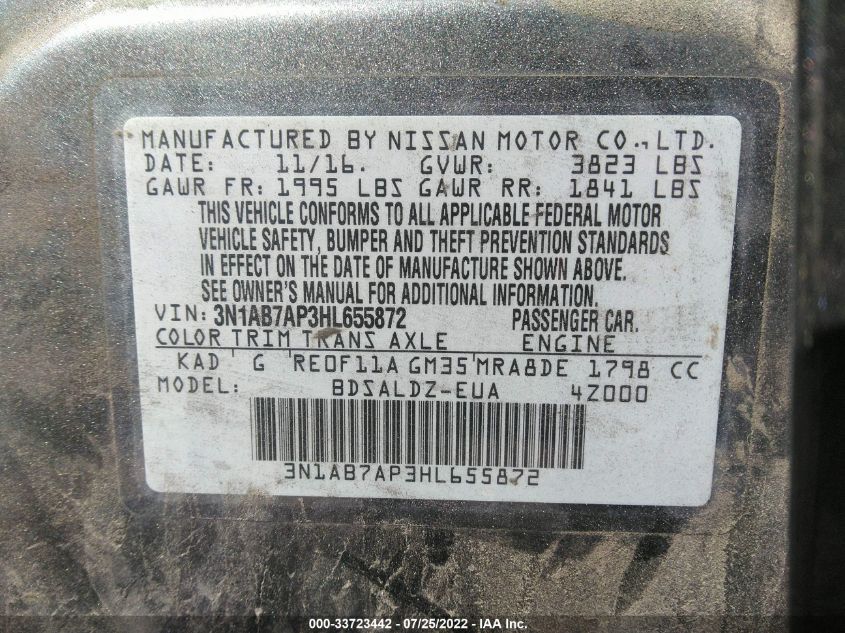 MANUFACTURED BY NISSAN MOTOR CO., LTD.
DATE: 11/16. GVWR: 3823 LBS
GAWR FR: 1995 LBS GAWR RR: 1841 LBS
THIS VEHICLE CONFORMS TO ALL APPLICABLE FEDERAL MOTOR
VEHICLE SAFETY, BUMPER AND THEFT PREVENTION STANDARDS
IN EFFECT ON THE DATE OF MANUFACTURE SHOWN ABOVE.
SEE OWNER'S MANUAL FOR ADDITIONAL INFORMATION.
VIN: 3N1AB7AP3HL655872 PASSENGER CAR.
COLOR TRIM TRANS AXLE ENGINE
KAD G RE0F11A GM35 MRA8DE 1798 CC
MODEL: BDSALDZ-EUA 4Z000
3N1AB7AP3HL655872
000-33723442 - 07/25/2022 - IAA Inc.